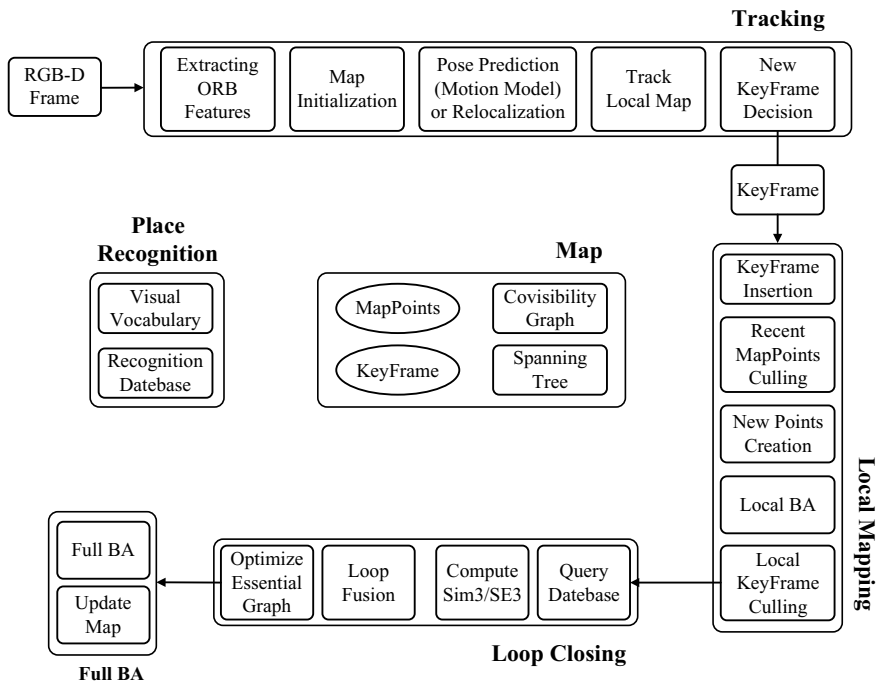 Tracking
RGB-D
Frame
Extracting
ORB
Features
Map
Initialization
Pose Prediction
(Motion Model)
or Relocalization
Track
Local Map
New
KeyFrame
Decision
KeyFrame
Place
Recognition
Visual
Vocabulary
Recognition
Datebase
Map
MapPoints
KeyFrame
Covisibility
Graph
Spanning
Tree
KeyFrame
Insertion
Recent
MapPoints
Culling
New Points
Creation
Local BA
Local
KeyFrame
Culling
Local Mapping
Full BA
Update
Map
Full BA
Optimize
Essential
Graph
Loop
Fusion
Compute
Sim3/SE3
Query
Datebase
Loop Closing